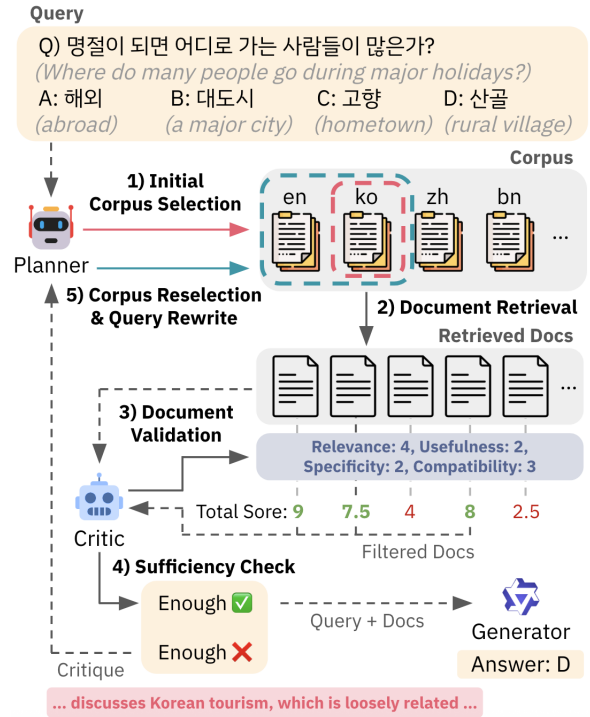 Query
Q) 명절이 되면 어디로 가는 사람들이 많은가?
(Where do many people go during major holidays?)
A: 해외 B: 대도시 C: 고향 D: 산골
(abroad) (a major city) (hometown) (rural village)
Corpus
1) Initial
Corpus Selection
en ko zh bn
...
Planner
5) Corpus Reselection
& Query Rewrite
2) Document Retrieval
Retrieved Docs
...
3) Document
Validation
Relevance: 4, Usefulness: 2,
Specificity: 2, Compatibility: 3
Total Sore: 9 7.5 4 8 2.5
Critic
Filtered Docs
4) Sufficiency Check
Enough ✅
Query + Docs
Generator
Enough ❌
Critique
Answer: D
... discusses Korean tourism, which is loosely related ...